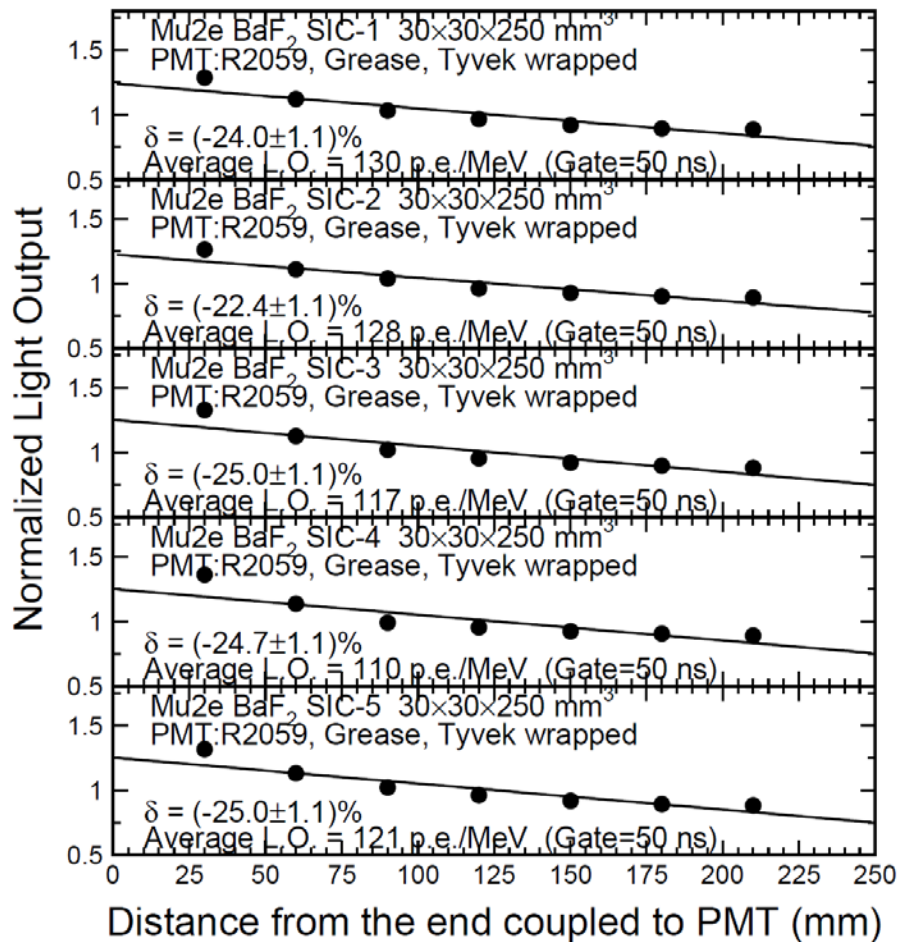 Normalized Light Output
1.5
1
0.5
Mu2e BaF₂ SIC-1 30×30×250 mm³
PMT:R2059, Grease, Tyvek wrapped
δ = (-24.0±1.1)%
Average L.O. = 130 p.e./MeV (Gate=50 ns)
1.5
1
0.5
Mu2e BaF₂ SIC-2 30×30×250 mm³
PMT:R2059, Grease, Tyvek wrapped
δ = (-22.4±1.1)%
Average L.O. = 128 p.e./MeV (Gate=50 ns)
1.5
1
0.5
Mu2e BaF₂ SIC-3 30×30×250 mm³
PMT:R2059, Grease, Tyvek wrapped
δ = (-25.0±1.1)%
Average L.O. = 117 p.e./MeV (Gate=50 ns)
1.5
1
0.5
Mu2e BaF₂ SIC-4 30×30×250 mm³
PMT:R2059, Grease, Tyvek wrapped
δ = (-24.7±1.1)%
Average L.O. = 110 p.e./MeV (Gate=50 ns)
1.5
1
0.5
Mu2e BaF₂ SIC-5 30×30×250 mm³
PMT:R2059, Grease, Tyvek wrapped
δ = (-25.0±1.1)%
Average L.O. = 121 p.e./MeV (Gate=50 ns)
0 25 50 75 100 125 150 175 200 225 250
Distance from the end coupled to PMT (mm)